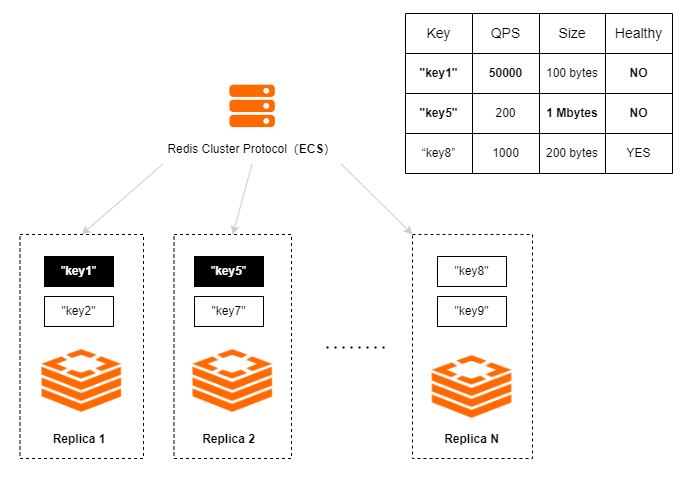 Key QPS Size Healthy
"key1" 50000 100 bytes NO
"key5" 200 1 Mbytes NO
“key8” 1000 200 bytes YES
Redis Cluster Protocol（ECS）
"key1" "key5" "key8"
"key2" "key7" "key9"
........
Replica 1 Replica 2 Replica N